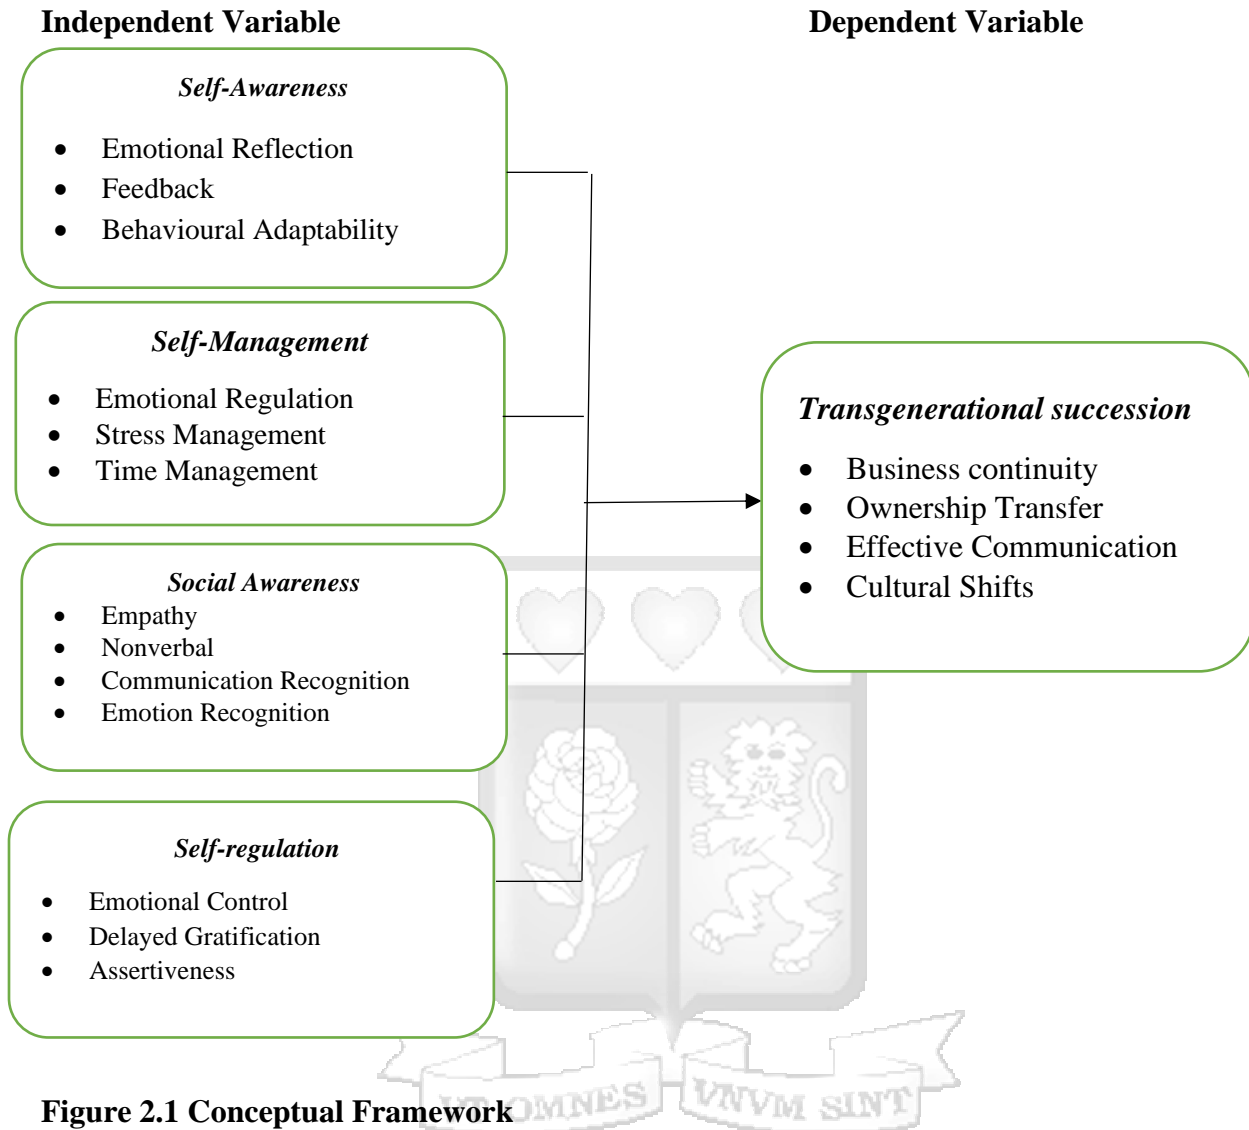 Independent Variable
Dependent Variable
Self-Awareness
• Emotional Reflection
• Feedback
• Behavioural Adaptability
Self-Management
• Emotional Regulation
• Stress Management
• Time Management
Social Awareness
• Empathy
• Nonverbal
• Communication Recognition
• Emotion Recognition
Self-regulation
• Emotional Control
• Delayed Gratification
• Assertiveness
Transgenerational succession
• Business continuity
• Ownership Transfer
• Effective Communication
• Cultural Shifts
VT OMNES VNVM SINT
Figure 2.1 Conceptual Framework